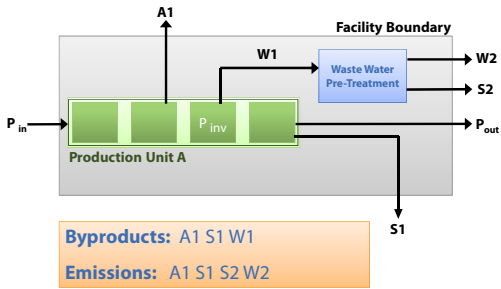 A1
Facility Boundary
W1
W2
Waste Water
Pre-Treatment
S2
P in
P inv
P out
Production Unit A
S1
Byproducts: A1 S1 W1
Emissions: A1 S1 S2 W2